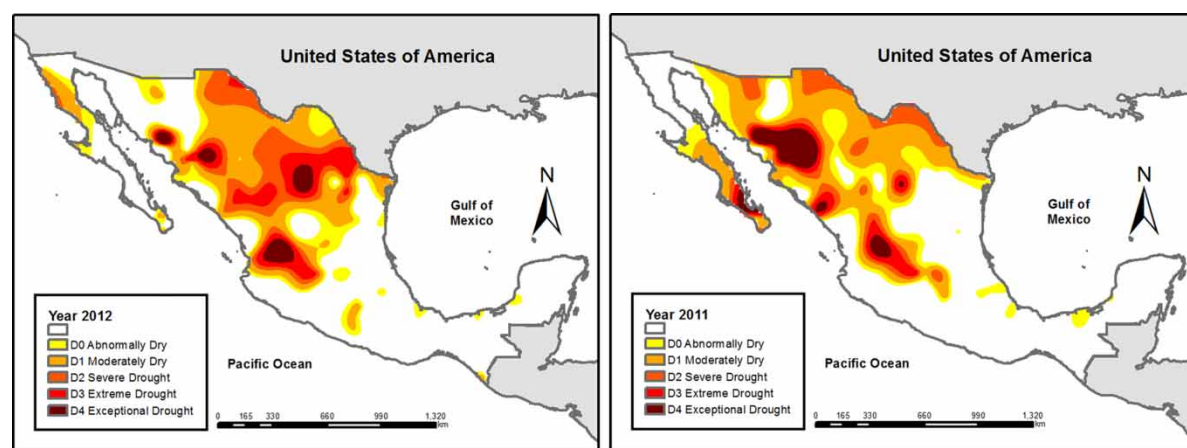 United States of America
N
Gulf of
Mexico
Year 2012
D0 Abnormally Dry
D1 Moderately Dry
D2 Severe Drought
D3 Extreme Drought
D4 Exceptional Drought
Pacific Ocean
0 165 330 660 990 1,320
km
United States of America
N
Gulf of
Mexico
Year 2011
D0 Abnormally Dry
D1 Moderately Dry
D2 Severe Drought
D3 Extreme Drought
D4 Exceptional Drought
Pacific Ocean
0 165 330 660 990 1,320
km